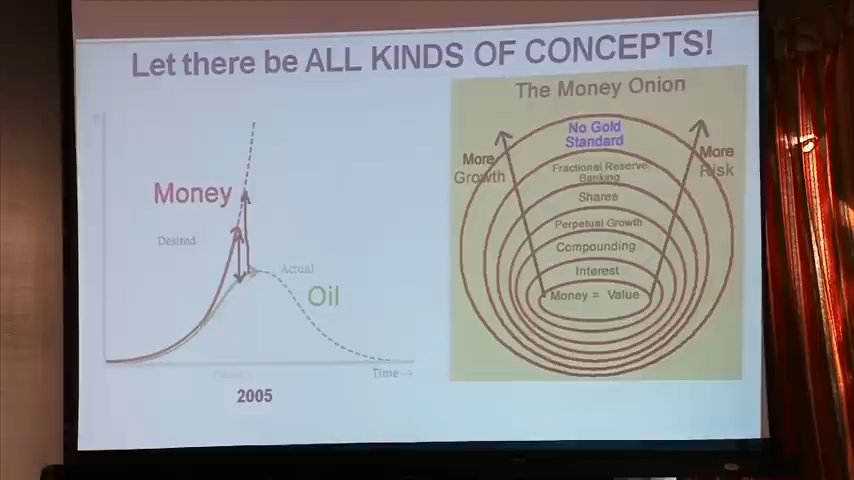 Let there be ALL KINDS OF CONCEPTS!
Money
Desired
Actual
Oil
Time→
2005
The Money Onion
No Gold
Standard
More
Growth
More
Risk
Fractional Reserve
Banking
Shares
Perpetual Growth
Compounding
Interest
Money = Value